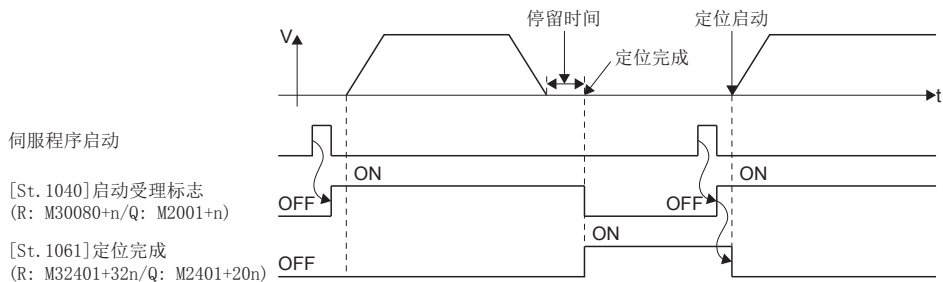 停留时间
定位启动
V
定位完成
t
伺服程序启动
ON
ON
[St.1040]启动受理标志
(R: M30080+n/Q: M2001+n)
OFF
OFF
ON
[St.1061]定位完成
(R: M32401+32n/Q: M2401+20n)
OFF